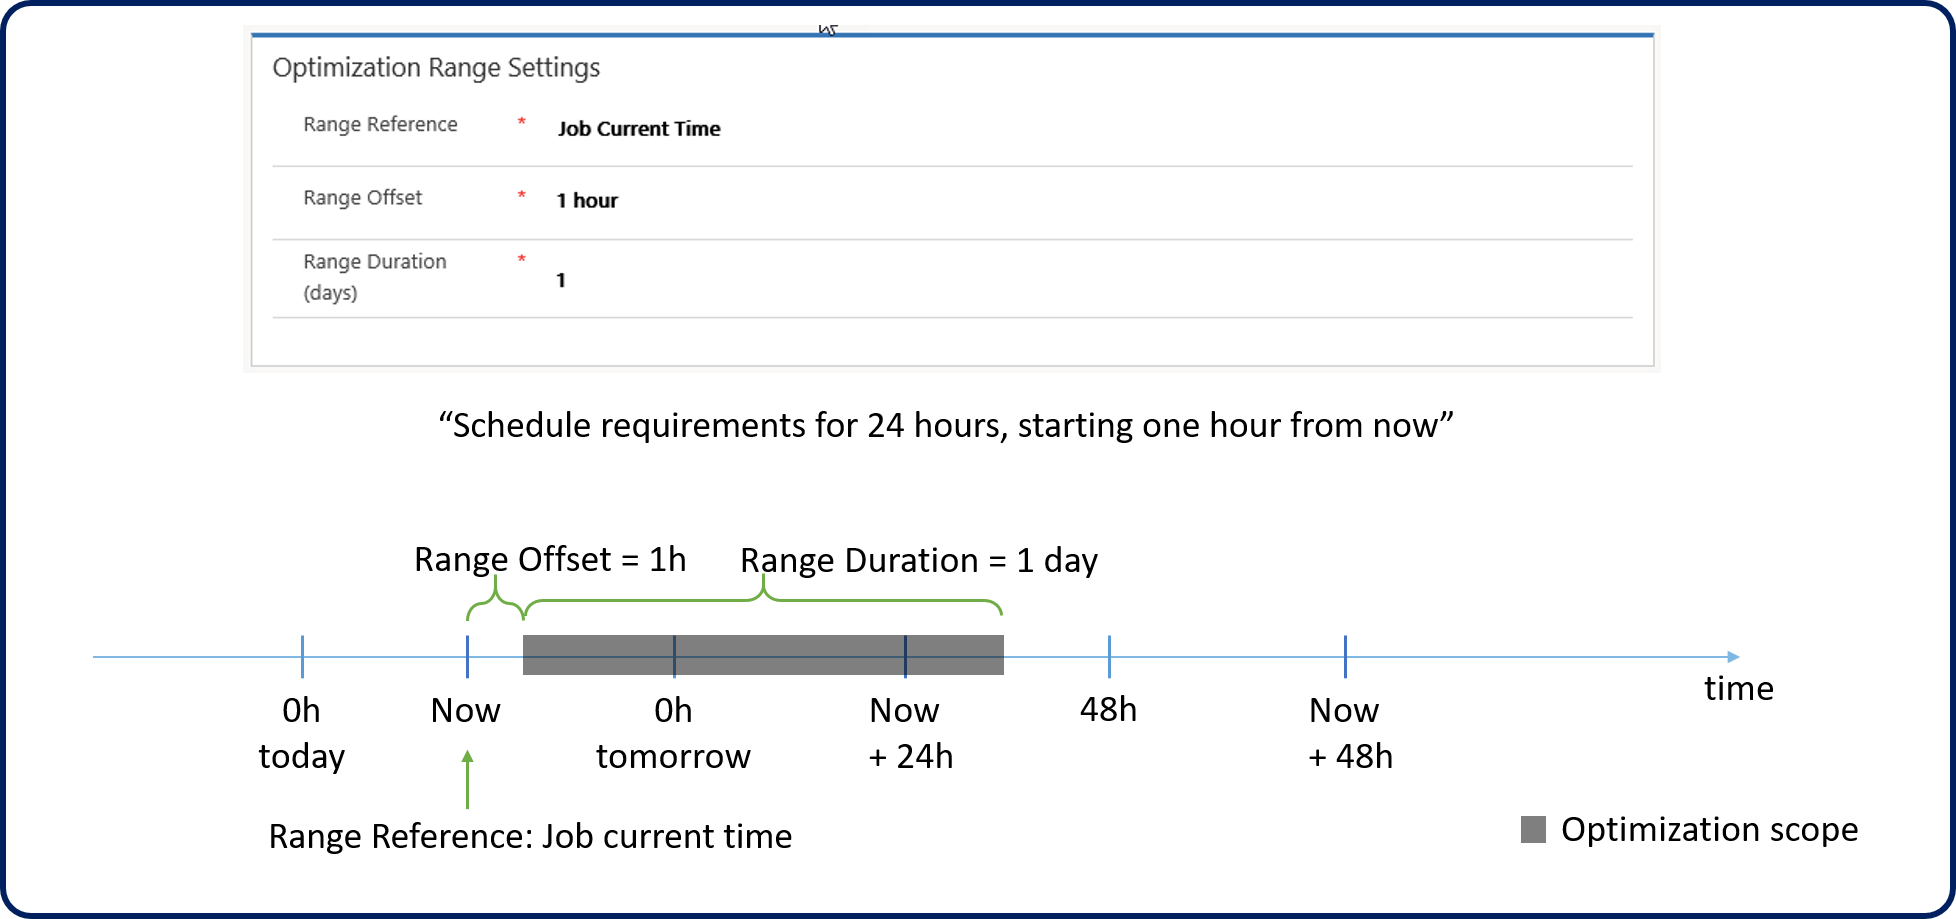 Optimization Range Settings
Range Reference * Job Current Time
Range Offset * 1 hour
Range Duration * 1
(days)
“Schedule requirements for 24 hours, starting one hour from now”
Range Offset = 1h Range Duration = 1 day
0h Now 0h Now 48h Now time
today tomorrow + 24h + 48h
Range Reference: Job current time
Optimization scope